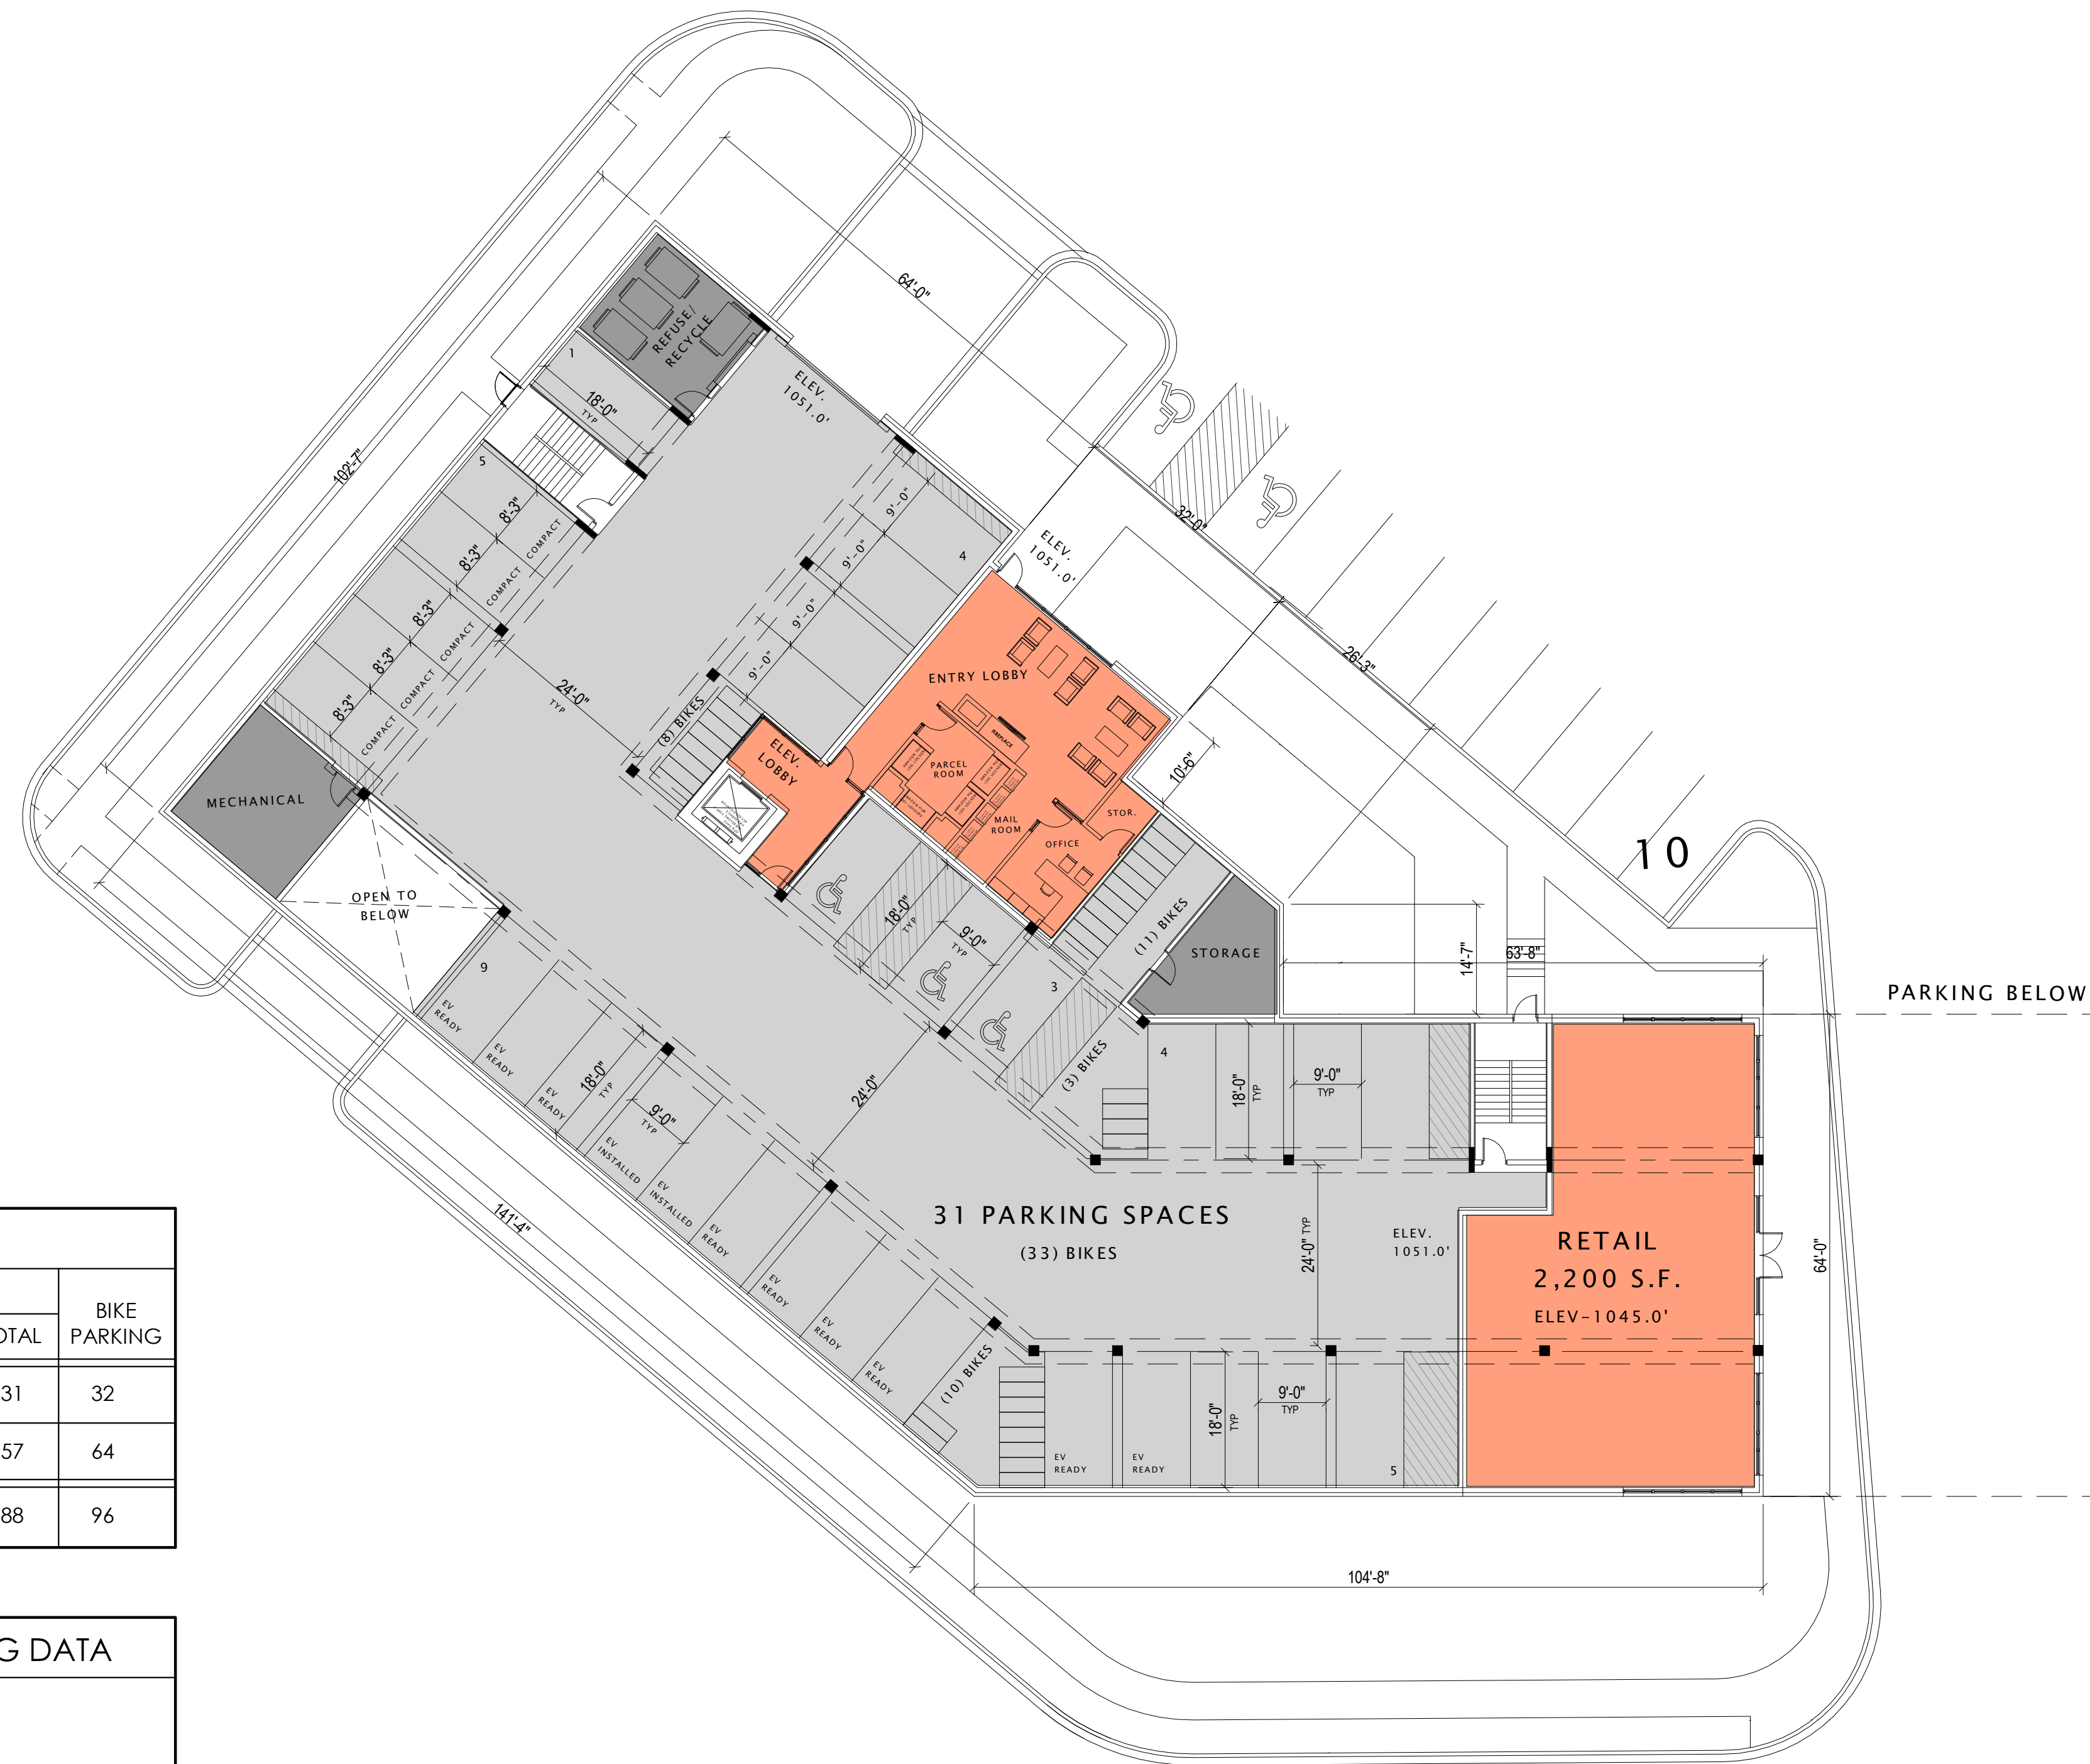 64'-0"
102'-7"
REFUSE/
RECYCLE
1
18'-0"
TYP
ELEV.
1051.0'
5
8'-3"
COMPACT
8'-3"
COMPACT
8'-3"
COMPACT
8'-3"
COMPACT
8'-3"
COMPACT
9'-0"
9'-0"
9'-0"
9'-0"
4
ELEV.
1051.0'
32'-0"
26'-3"
24'-0"
TYP
(8) BIKES
ELEV.
LOBBY
ENTRY LOBBY
FIREPLACE
PARCEL
ROOM
MAIL
ROOM
OFFICE
STOR.
10'-6"
MECHANICAL
OPEN TO
BELOW
10
18'-0"
TYP
9'-0"
TYP
3
(11) BIKES
STORAGE
(3) BIKES
14'-7"
63'-8"
PARKING BELOW
9
EV
READY
EV
READY
EV
READY
18'-0"
TYP
9'-0"
TYP
EV
INSTALLED
EV
INSTALLED
EV
READY
EV
READY
EV
READY
EV
READY
(10) BIKES
24'-0"
4
18'-0"
TYP
9'-0"
TYP
31 PARKING SPACES
(33) BIKES
24'-0" TYP
ELEV.
1051.0'
RETAIL
2,200 S.F.
ELEV-1045.0'
64'-0"
141'-4"
EV
READY
EV
READY
18'-0"
TYP
9'-0"
TYP
5
104'-8"
OTAL
BIKE
PARKING
31 32
57 64
88 96
G DATA